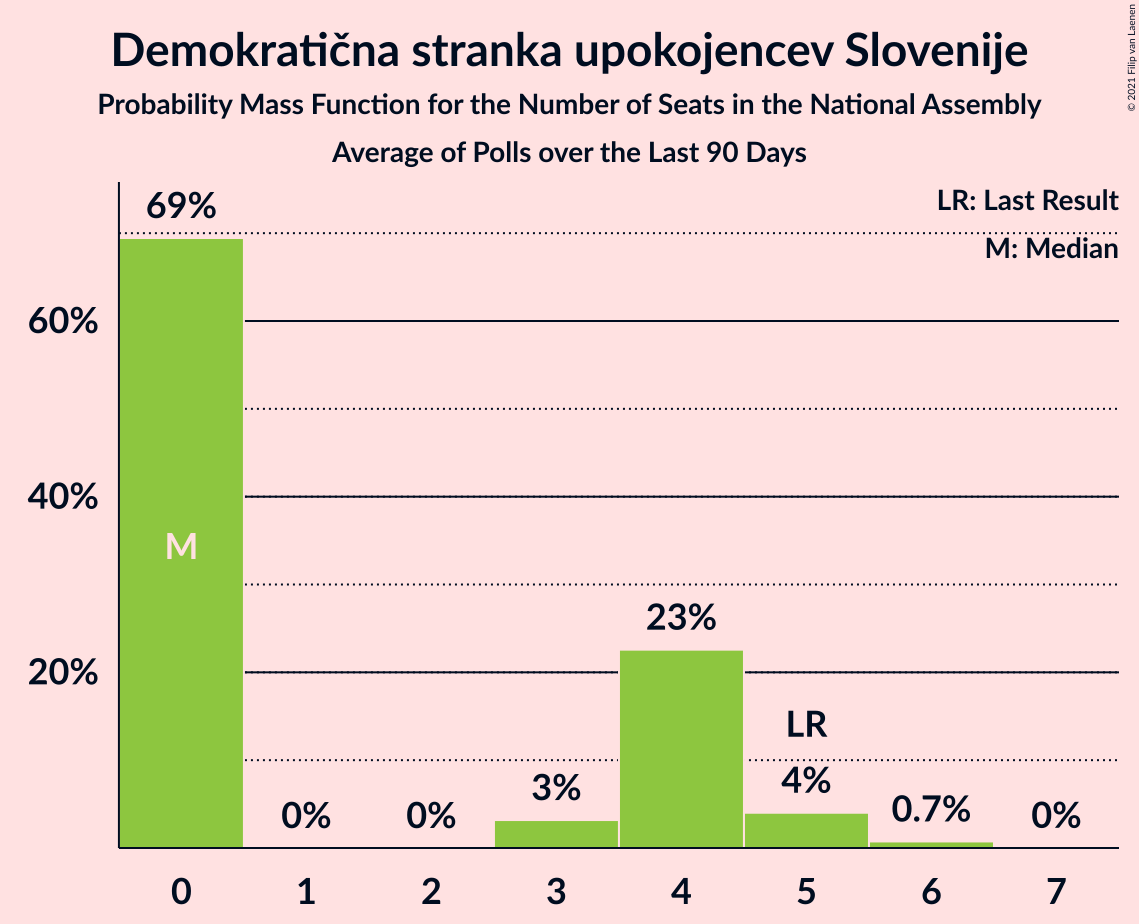 Demokratična stranka upokojencev Slovenije
Probability Mass Function for the Number of Seats in the National Assembly
Average of Polls over the Last 90 Days
© 2021 Filip van Laenen
LR: Last Result
M: Median
69%
60%
40%
20%
M
0%
0%
3%
23%
LR
4%
0.7%
0%
0 1 2 3 4 5 6 7